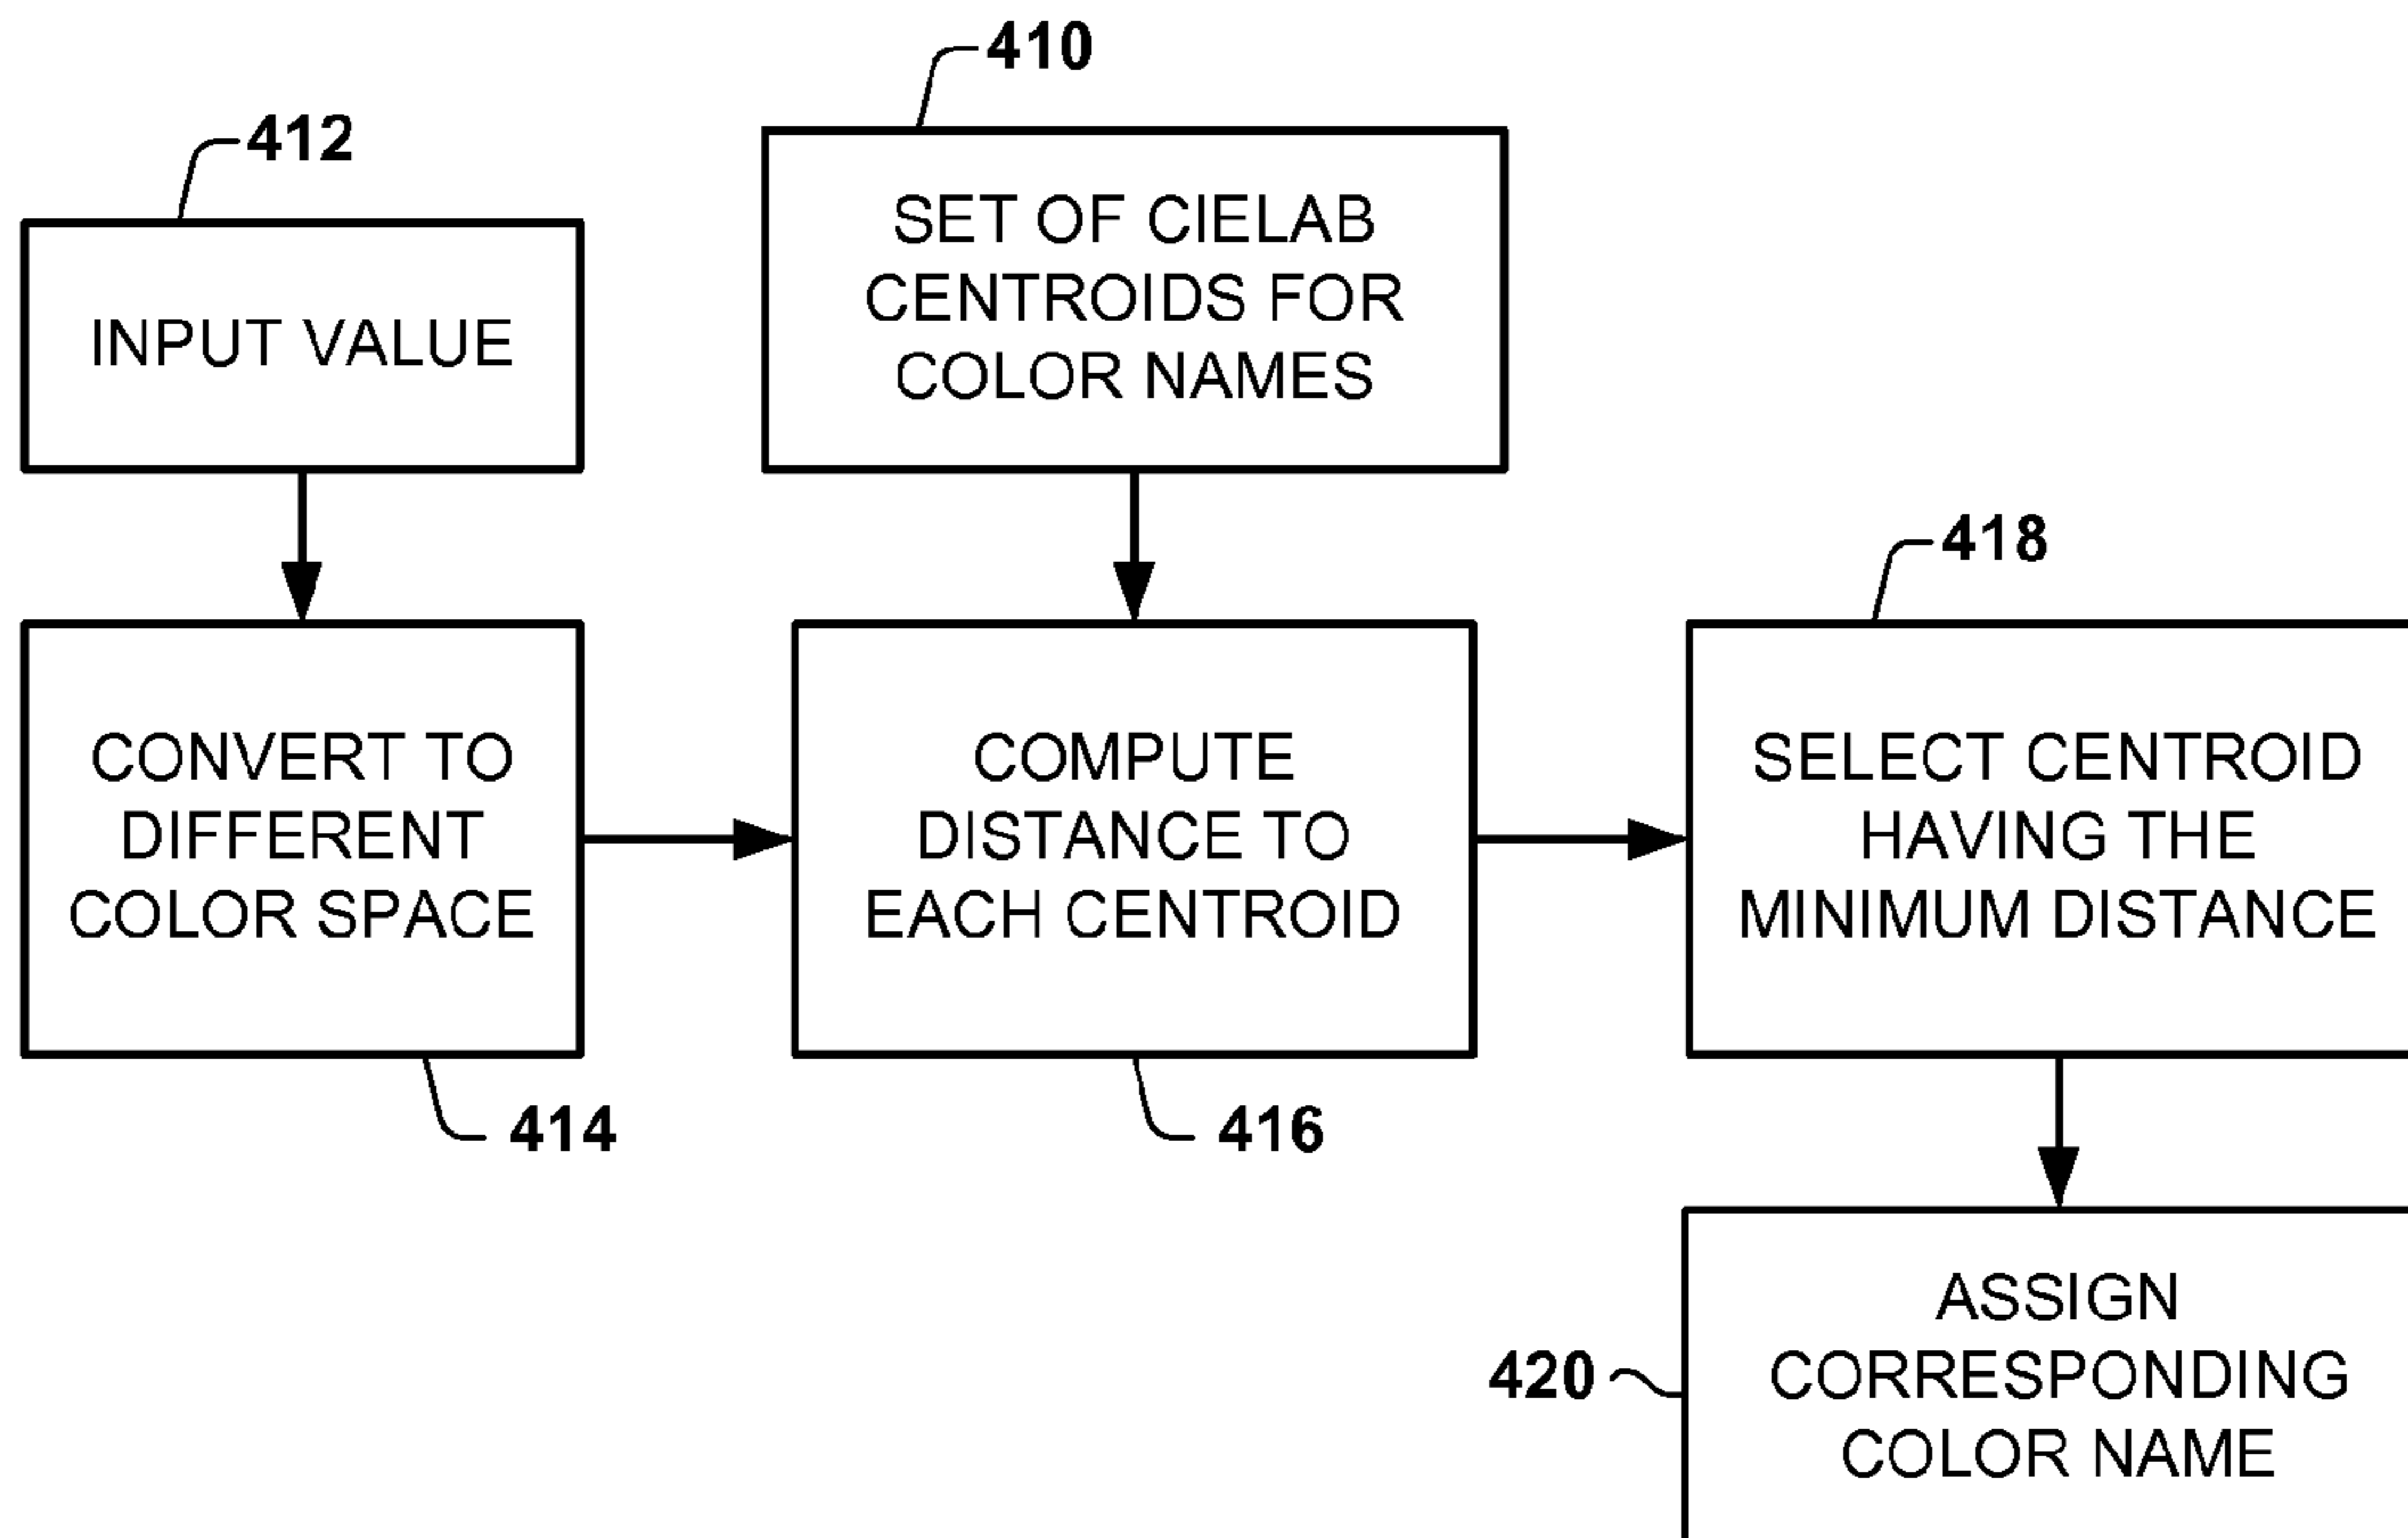 410
412
SET OF CIELAB
CENTROIDS FOR
COLOR NAMES
INPUT VALUE
418
CONVERT TO
DIFFERENT
COLOR SPACE
COMPUTE
DISTANCE TO
EACH CENTROID
SELECT CENTROID
HAVING THE
MINIMUM DISTANCE
414
416
420
ASSIGN
CORRESPONDING
COLOR NAME